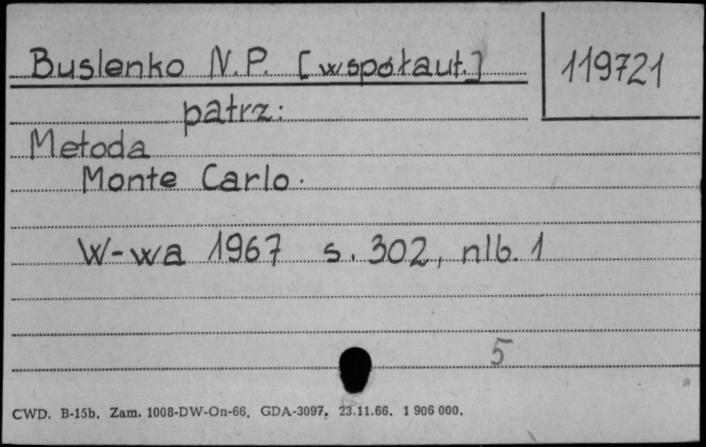 Buslenko N.P. [współaut.]
119721
patrz:
Metoda
Monte Carlo.
W-wa 1967 s. 302, nlb. 1
5
CWD. B-15b. Zam. 1008-DW-On-66. GDA-3097. 23.11.66. 1 906 000.